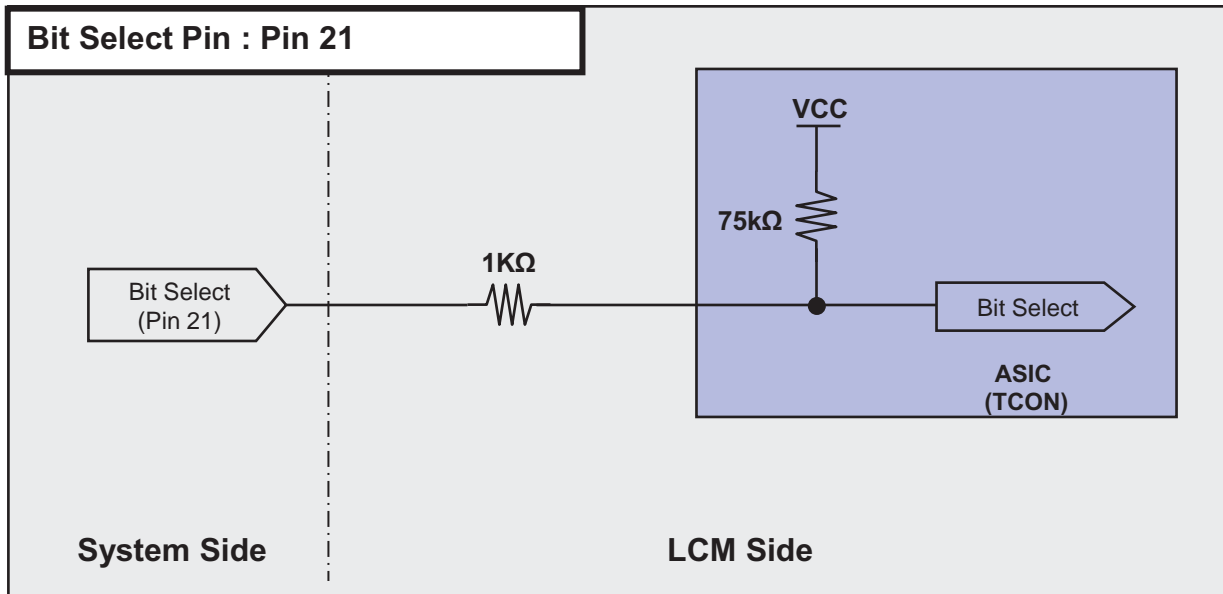 Bit Select Pin : Pin 21
VCC
75kΩ
1KΩ
Bit Select
(Pin 21)
Bit Select
ASIC
(TCON)
System Side
LCM Side